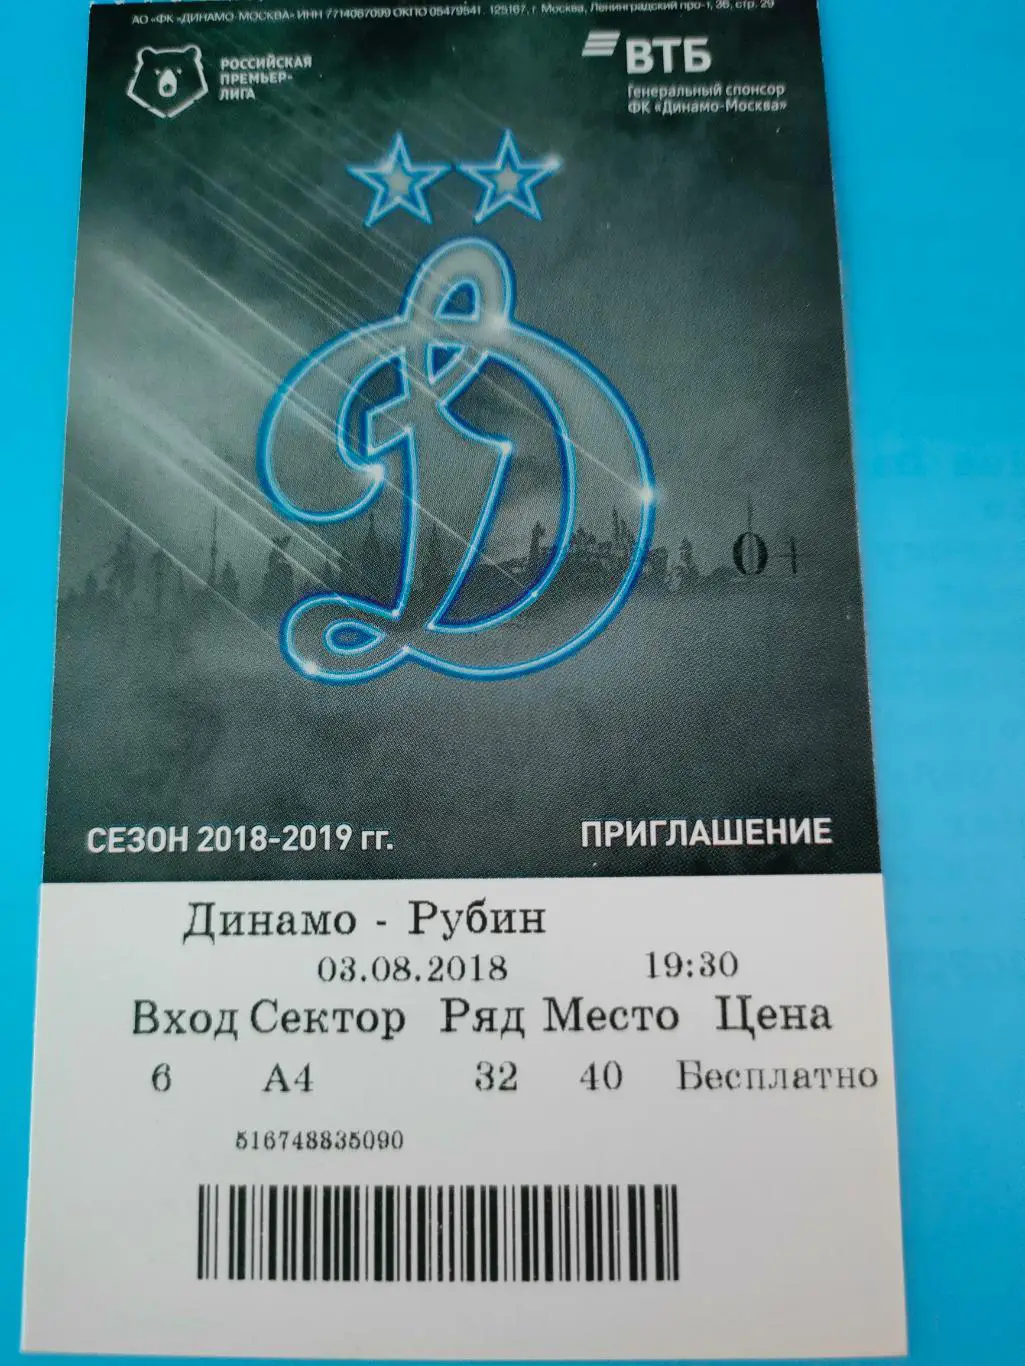 АО «ФК «ДИНАМО-МОСКВА» ИНН 7714067099 ОКПО 05479541. 125167, г. Москва, Ленинградский про-т, 36, стр. 29
РОССИЙСКАЯ
ПРЕМЬЕР-
ЛИГА
ВТБ
Генеральный спонсор
ФК «Динамо-Москва»
0+
СЕЗОН 2018-2019 гг.
ПРИГЛАШЕНИЕ
Динамо - Рубин
03.08.2018 19:30
Вход Сектор Ряд Место Цена
6 А4 32 40 Бесплатно
516748835090